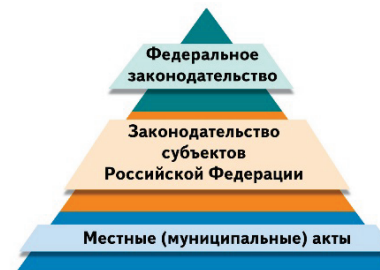 Федеральное
законодательство
Законодательство
субъектов
Российской Федерации
Местные (муниципальные) акты